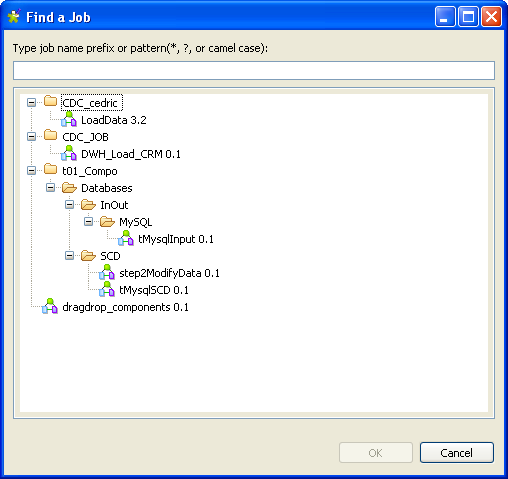 Find a Job
Type job name prefix or pattern(*, ?, or camel case):
CDC_cedric
LoadData 3.2
CDC_JOB
DWH_Load_CRM 0.1
t01_Compo
Databases
InOut
MySQL
tMysqlInput 0.1
SCD
step2ModifyData 0.1
tMysqlSCD 0.1
dragdrop_components 0.1
OK
Cancel